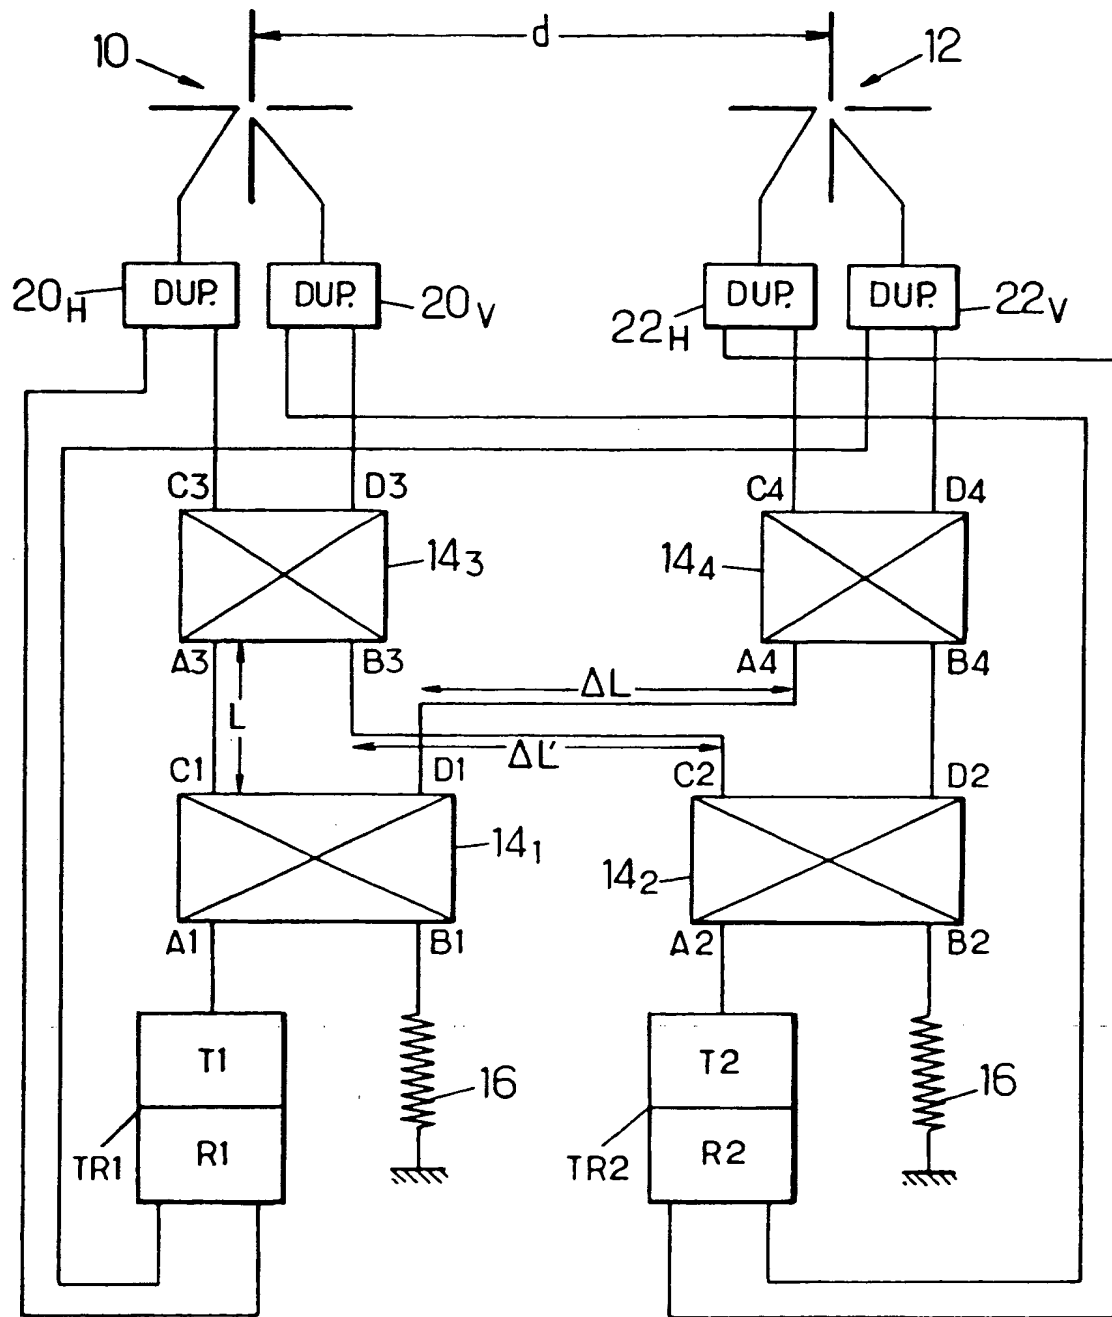 d
10
12
DUP.
DUP.
DUP.
DUP.
20H
20V
22H
22V
C3
D3
C4
D4
143
144
A3
B3
A4
B4
ΔL
L
ΔL'
C1
D1
C2
D2
141
142
A1
B1
A2
B2
T1
T2
16
16
TR1
R1
TR2
R2